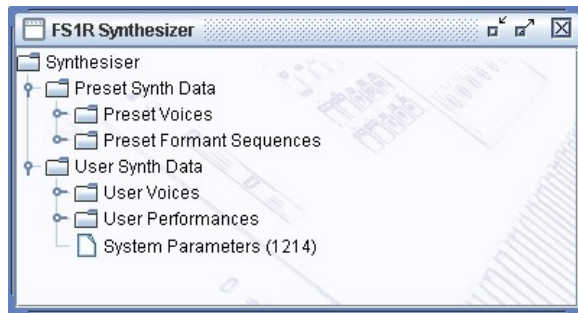 FS1R Synthesizer
Synthesiser
Preset Synth Data
Preset Voices
Preset Formant Sequences
User Synth Data
User Voices
User Performances
System Parameters (1214)